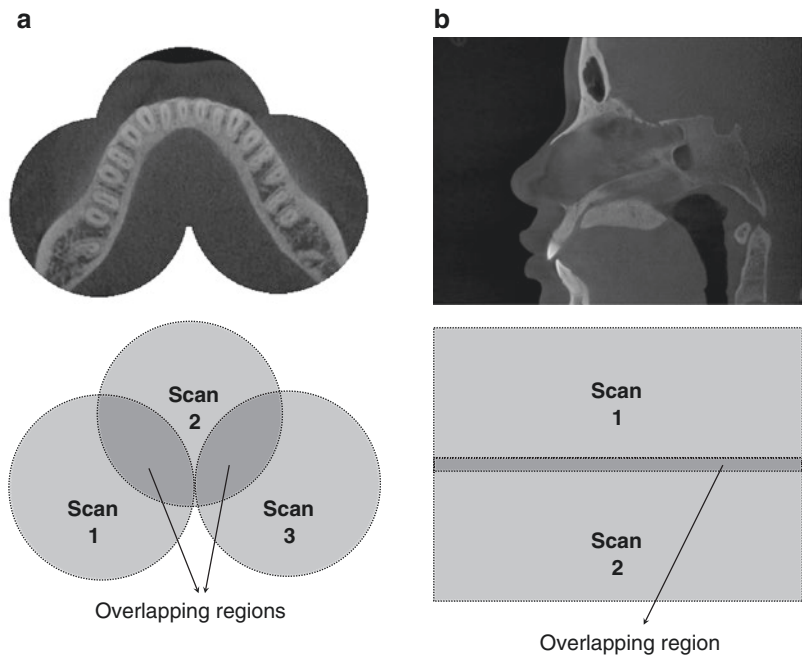 a
b
Scan
2
Scan
1
Scan
3
Overlapping regions
Scan
1
Scan
2
Overlapping region